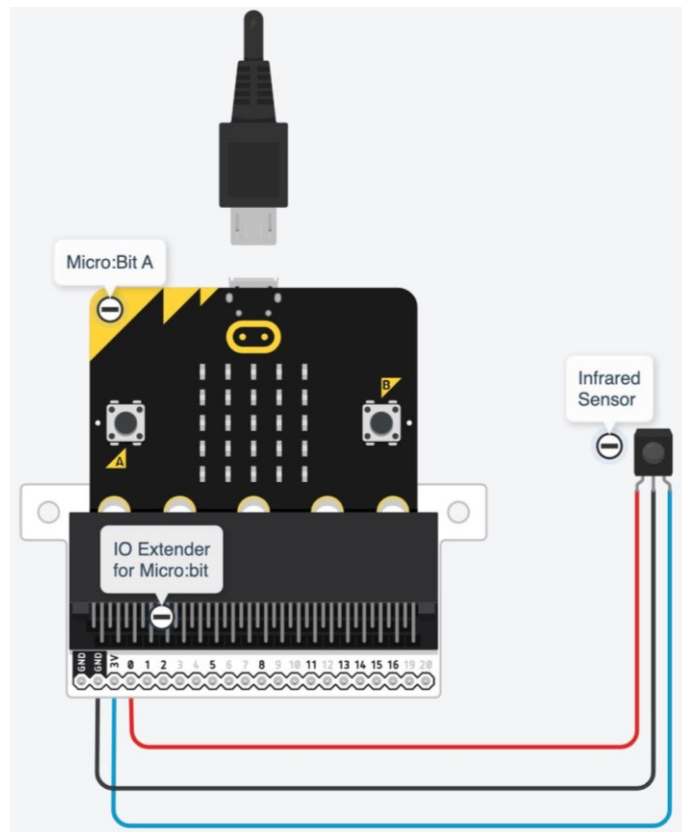 Micro:Bit A
B
Infrared
Sensor
A
IO Extender
for Micro:bit
GND GND 3V 0 1 2 3 4 5 6 7 8 9 10 11 12 13 14 15 16 19 20